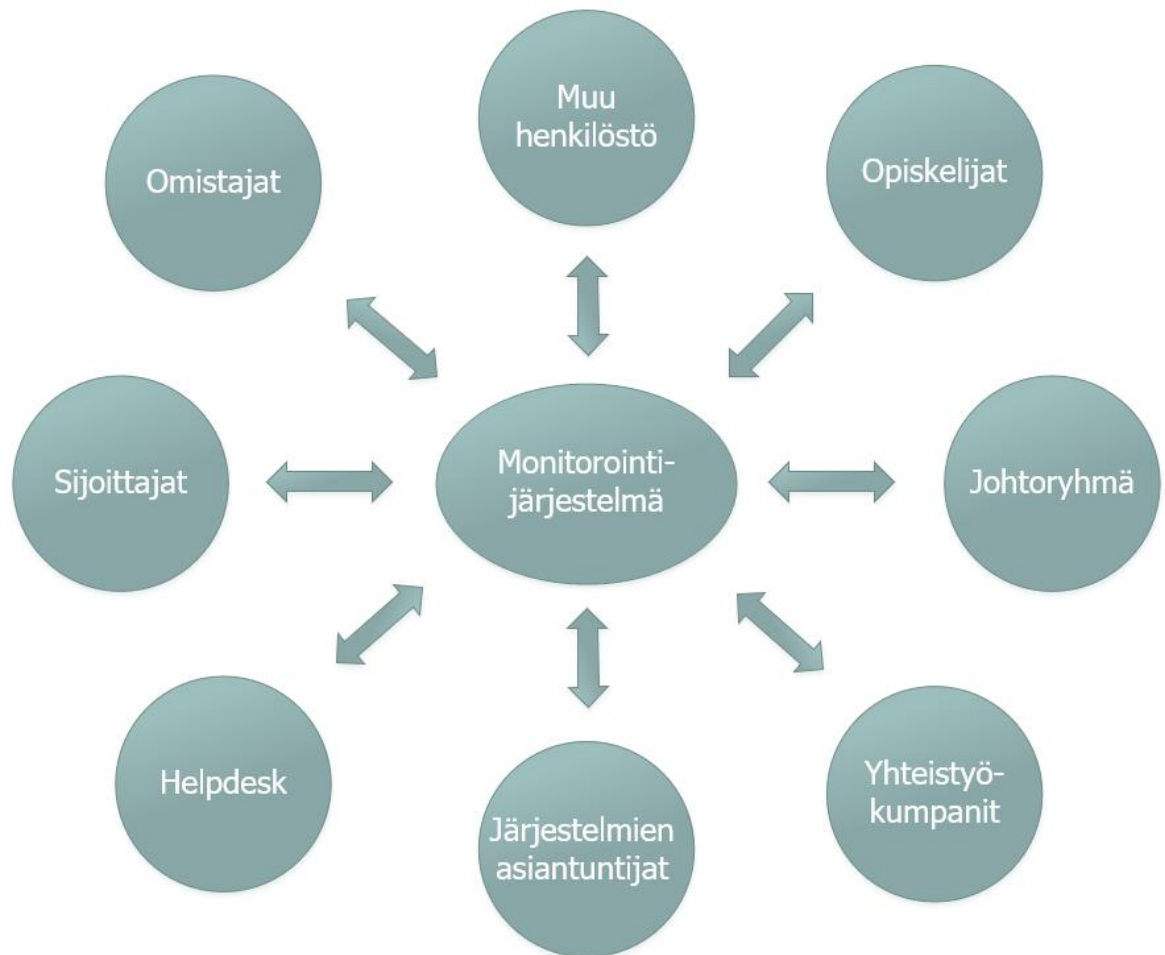 Muu
henkilöstö
Omistajat
Opiskelijat
Sijoittajat
Monitorointi-
järjestelmä
Johtoryhmä
Helpdesk
Järjestelmien
asiantuntijat
Yhteistyö-
kumpanit